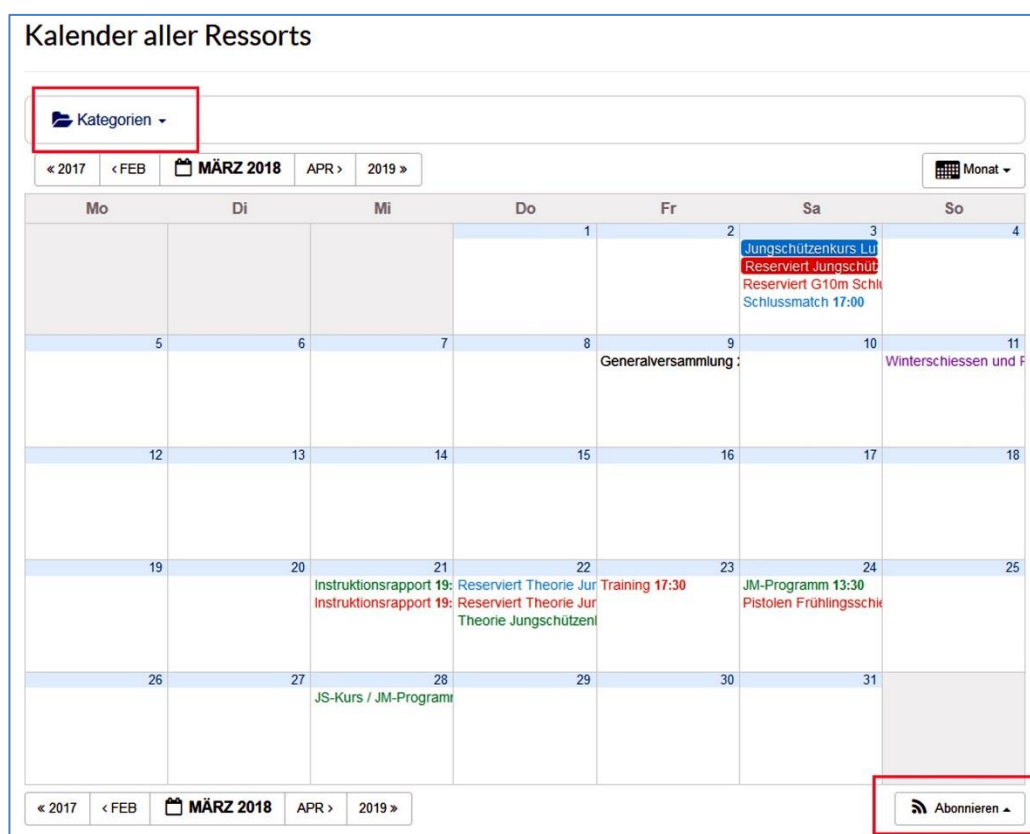 Kalender aller Ressorts
Kategorien
« 2017 ‹ FEB MÄRZ 2018 APR › 2019 » Monat
Mo Di Mi Do Fr Sa So
1 2 3 4
Jungschützenkurs Luf
Reserviert Jungschütz
Reserviert G10m Schlu
Schlussmatch 17:00
5 6 7 8 9 10 11
Generalversammlung Winterschiessen und
12 13 14 15 16 17 18
19 20 21 22 23 24 25
Instruktionsrapport 19: Reserviert Theorie Jur Training 17:30 JM-Programm 13:30
Instruktionsrapport 19: Reserviert Theorie Jur Pistolen Frühlingsschie
Theorie Jungschützen
26 27 28 29 30 31
JS-Kurs / JM-Program
« 2017 ‹ FEB MÄRZ 2018 APR › 2019 » Abonnieren